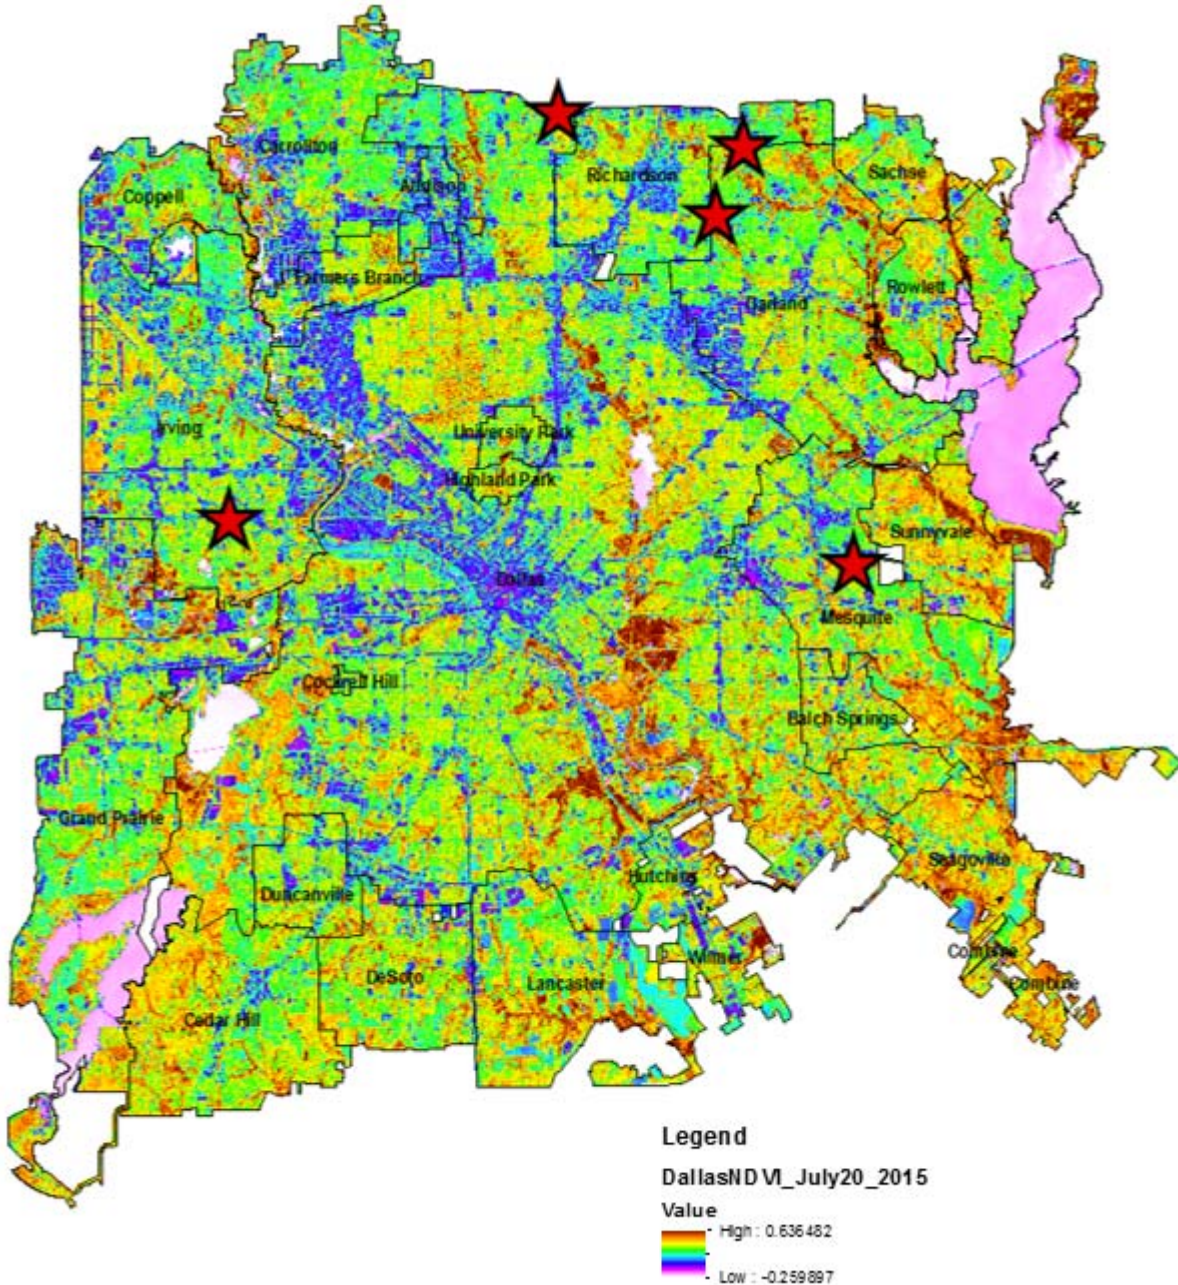 Carrollton
Addison
Richardson
Sachse
Coppell
Farmers Branch
Garland
Rowlett
Irving
University Park
Highland Park
Sunnyvale
Dallas
Mesquite
Cockrell Hill
Balch Springs
Grand Prairie
Seagoville
Duncanville
Hutchins
DeSoto
Lancaster
Wilmer
Combine
Combine
Cedar Hill
Legend
DallasNDVI_July20_2015
Value
High : 0.636482
Low : -0.259897